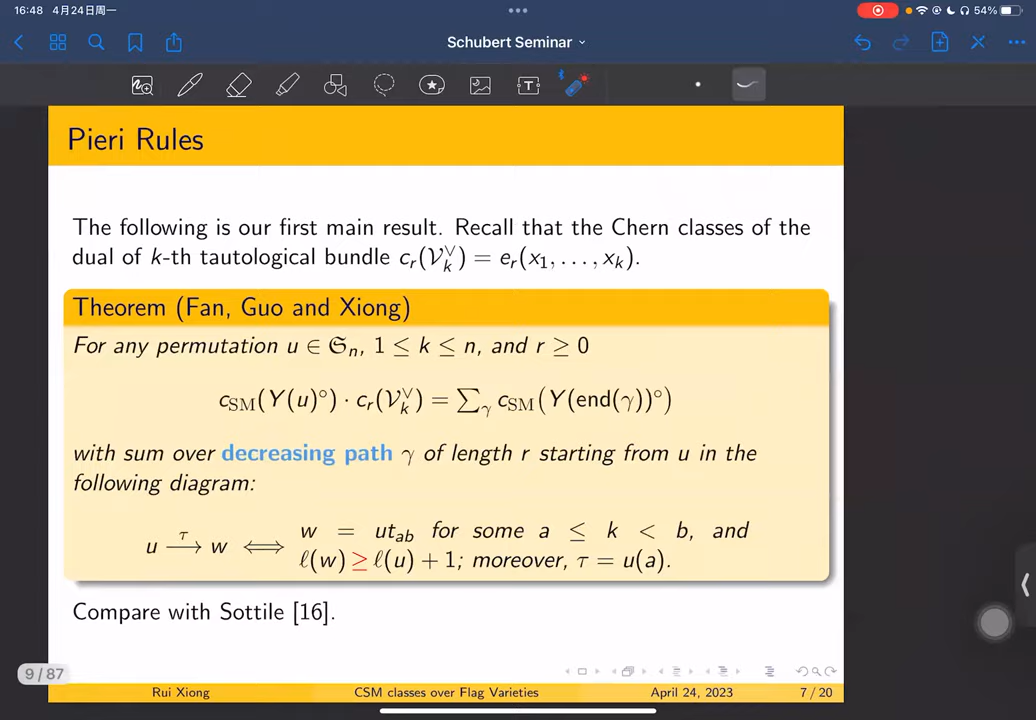 16:48 4月24日周一
54%
Schubert Seminar
Pieri Rules
The following is our first main result. Recall that the Chern classes of the
dual of k-th tautological bundle c_r(𝒱_k^∨) = e_r(x_1, . . . , x_k).
Theorem (Fan, Guo and Xiong)
For any permutation u ∈ 𝔖_n, 1 ≤ k ≤ n, and r ≥ 0
c_SM(Y(u)°) · c_r(𝒱_k^∨) = ∑_γ c_SM(Y(end(γ))°)
with sum over decreasing path γ of length r starting from u in the
following diagram:
u —τ→ w ⟺ w = ut_ab for some a ≤ k < b, and
ℓ(w) ≥ ℓ(u) + 1; moreover, τ = u(a).
Compare with Sottile [16].
9/87
Rui Xiong CSM classes over Flag Varieties April 24, 2023 7 / 20